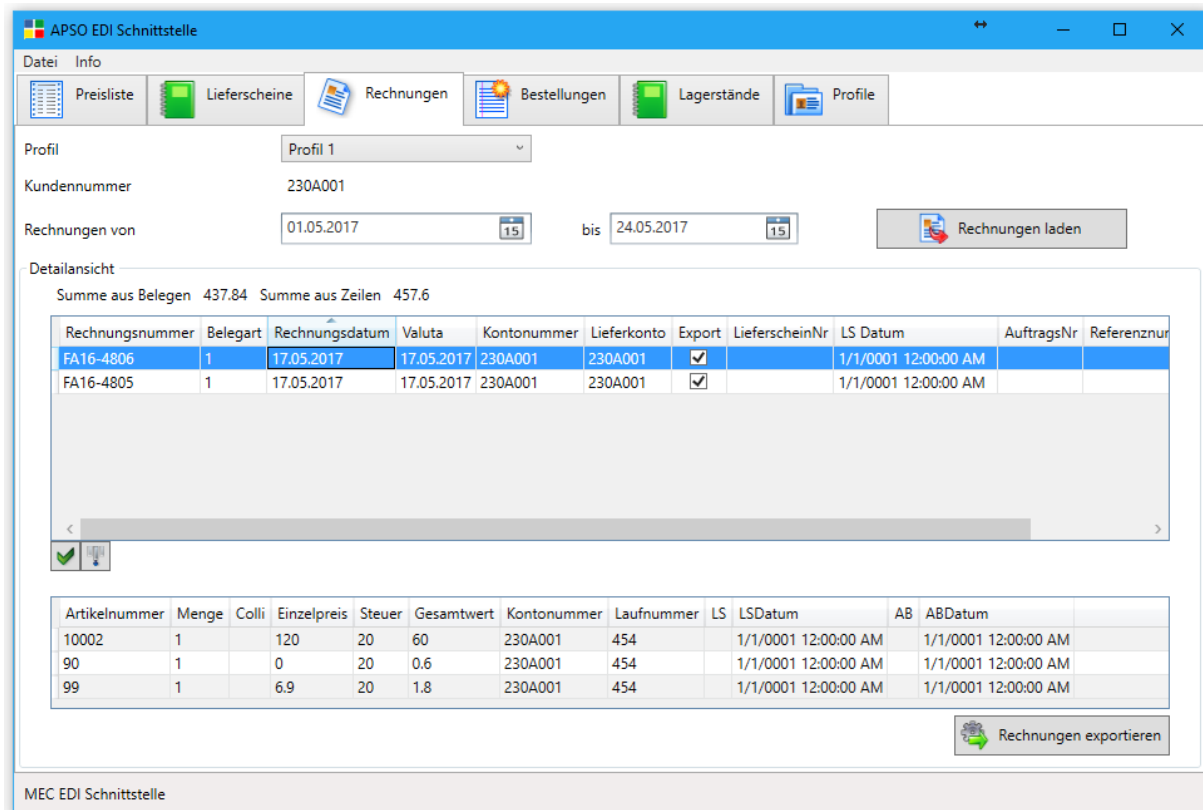 APSO EDI Schnittstelle
Datei Info
Preisliste Lieferscheine Rechnungen Bestellungen Lagerstände Profile
Profil Profil 1
Kundennummer 230A001
Rechnungen von 01.05.2017 15 bis 24.05.2017 15 Rechnungen laden
Detailansicht
Summe aus Belegen 437.84 Summe aus Zeilen 457.6
Rechnungsnummer Belegart Rechnungsdatum Valuta Kontonummer Lieferkonto Export LieferscheinNr LS Datum AuftragsNr Referenznur
FA16-4806 1 17.05.2017 17.05.2017 230A001 230A001 1/1/0001 12:00:00 AM
FA16-4805 1 17.05.2017 17.05.2017 230A001 230A001 1/1/0001 12:00:00 AM
Artikelnummer Menge Colli Einzelpreis Steuer Gesamtwert Kontonummer Laufnummer LS LSDatum AB ABDatum
10002 1 120 20 60 230A001 454 1/1/0001 12:00:00 AM 1/1/0001 12:00:00 AM
90 1 0 20 0.6 230A001 454 1/1/0001 12:00:00 AM 1/1/0001 12:00:00 AM
99 1 6.9 20 1.8 230A001 454 1/1/0001 12:00:00 AM 1/1/0001 12:00:00 AM
Rechnungen exportieren
MEC EDI Schnittstelle